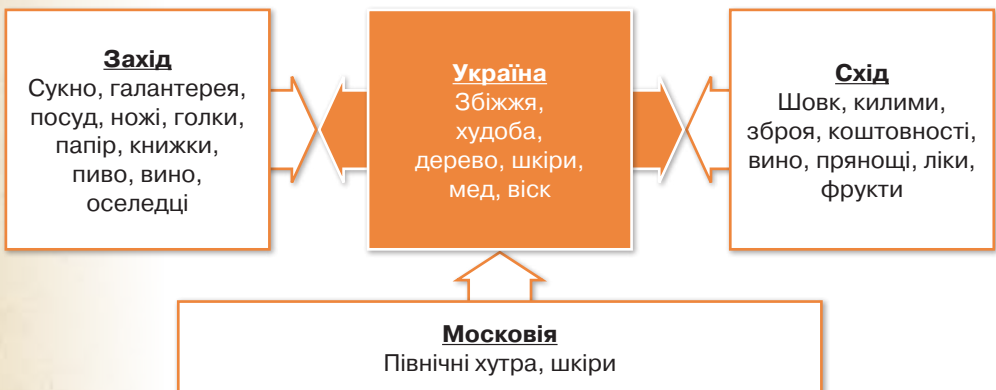 Захід
Сукно, галантерея,
посуд, ножі, голки,
папір, книжки,
пиво, вино,
оселедці
Україна
Збіжжя,
худоба,
дерево, шкіри,
мед, віск
Схід
Шовк, килими,
зброя, коштовності,
вино, прянощі, ліки,
фрукти
Московія
Північні хутра, шкіри